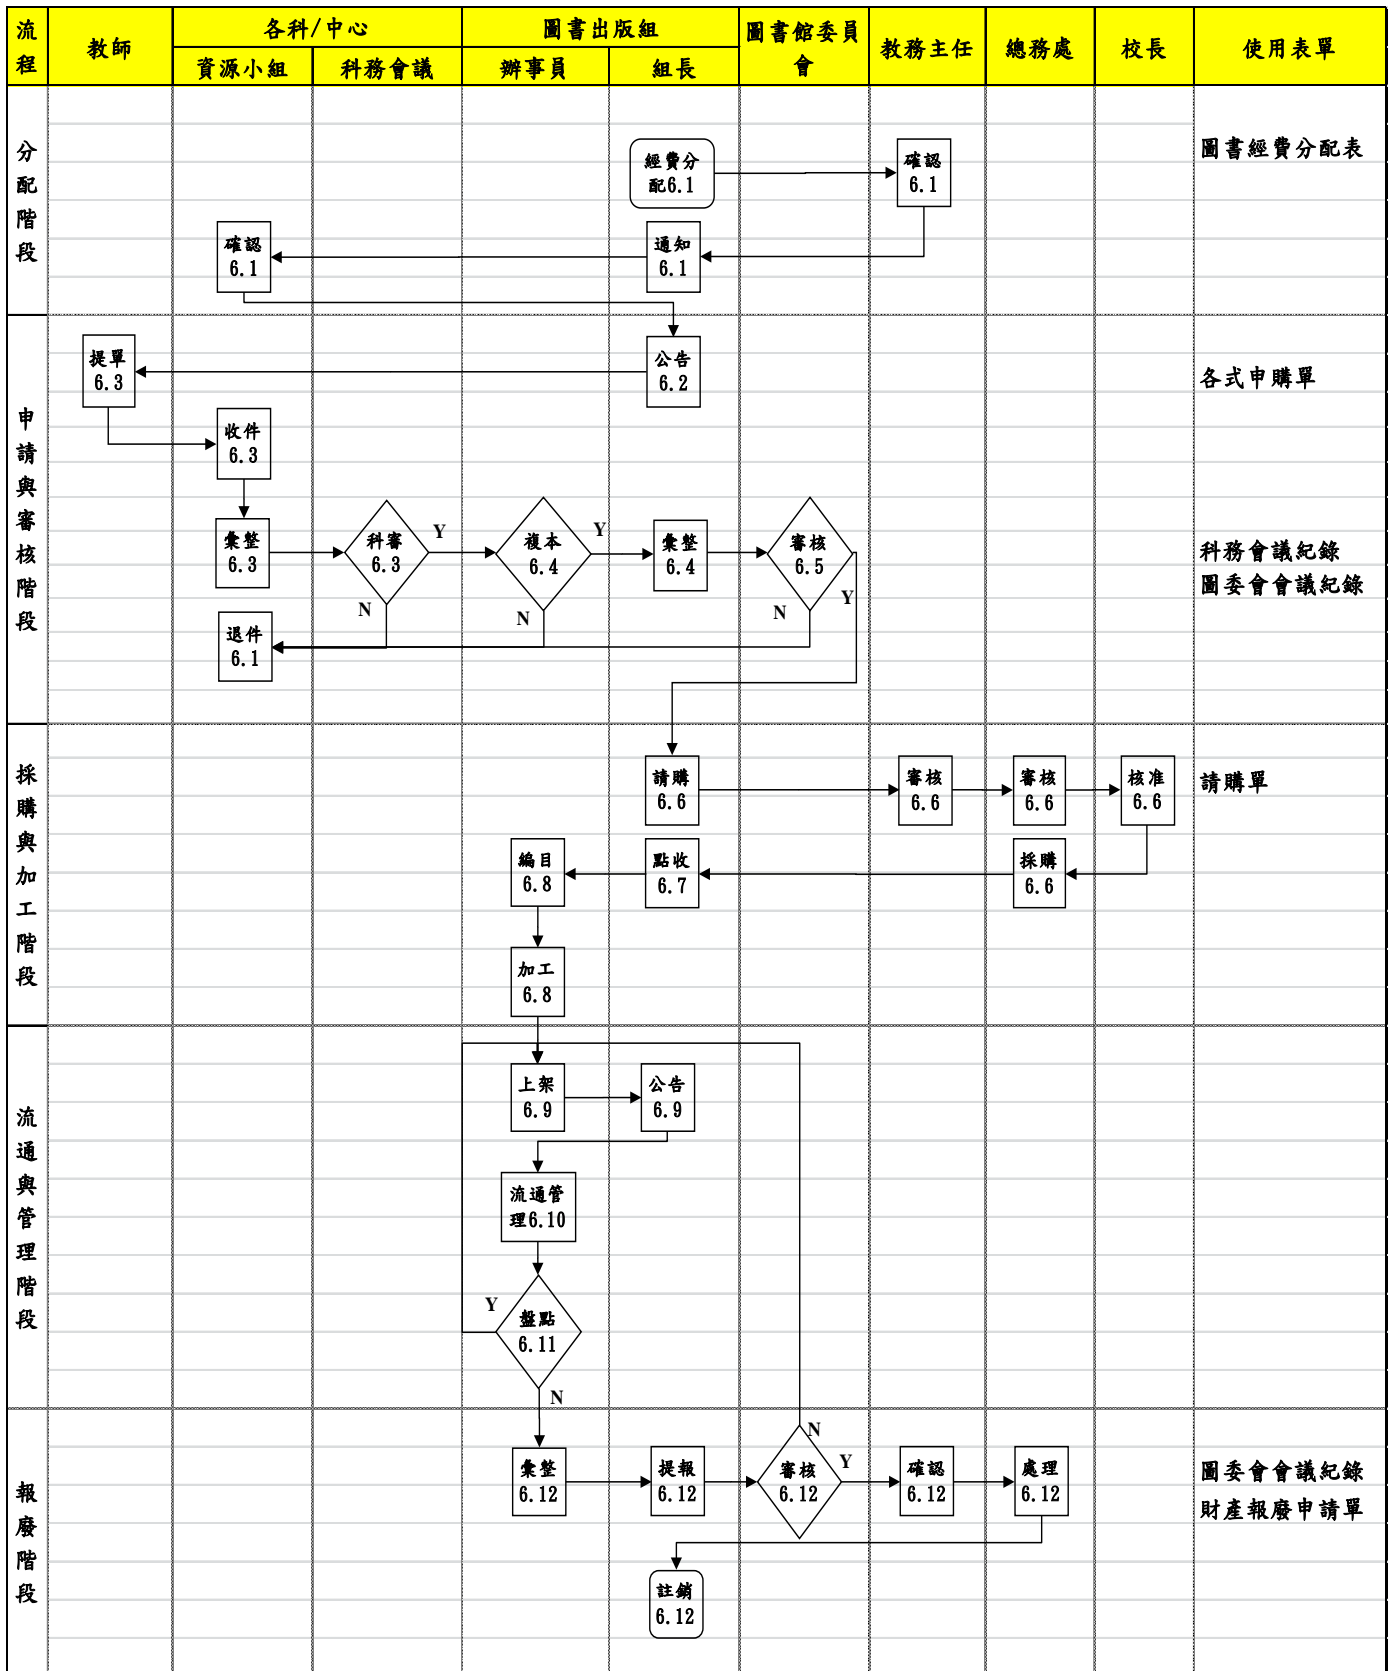 流
程
教師
各科/中心
資源小組
科務會議
圖書出版組
辦事員
組長
圖書館委員
會
教務主任
總務處
校長
使用表單
分
配
階
段
經費分
配6.1
確認
6.1
圖書經費分配表
確認
6.1
通知
6.1
申
請
與
審
核
階
段
提單
6.3
公告
6.2
各式申購單
收件
6.3
彙整
6.3
科審
6.3
Y
N
複本
6.4
Y
N
彙整
6.4
審核
6.5
N
Y
科務會議紀錄
圖委會會議紀錄
退件
6.1
採
購
與
加
工
階
段
請購
6.6
審核
6.6
審核
6.6
核准
6.6
請購單
編目
6.8
點收
6.7
採購
6.6
加工
6.8
流
通
與
管
理
階
段
上架
6.9
公告
6.9
流通管
理6.10
Y
盤點
6.11
N
報
廢
階
段
彙整
6.12
提報
6.12
N
審核
6.12
Y
確認
6.12
處理
6.12
圖委會會議紀錄
財產報廢申請單
註銷
6.12